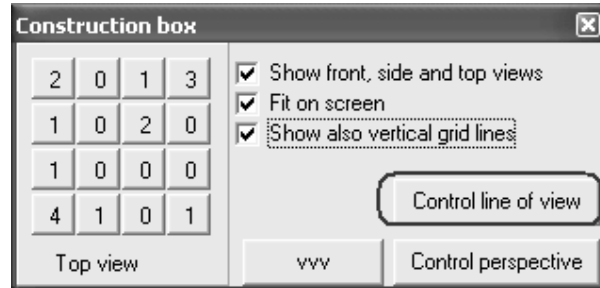 Construction box
2 0 1 3
1 0 2 0
1 0 0 0
4 1 0 1
Top view
Show front, side and top views
Fit on screen
Show also vertical grid lines
Control line of view
vvv
Control perspective